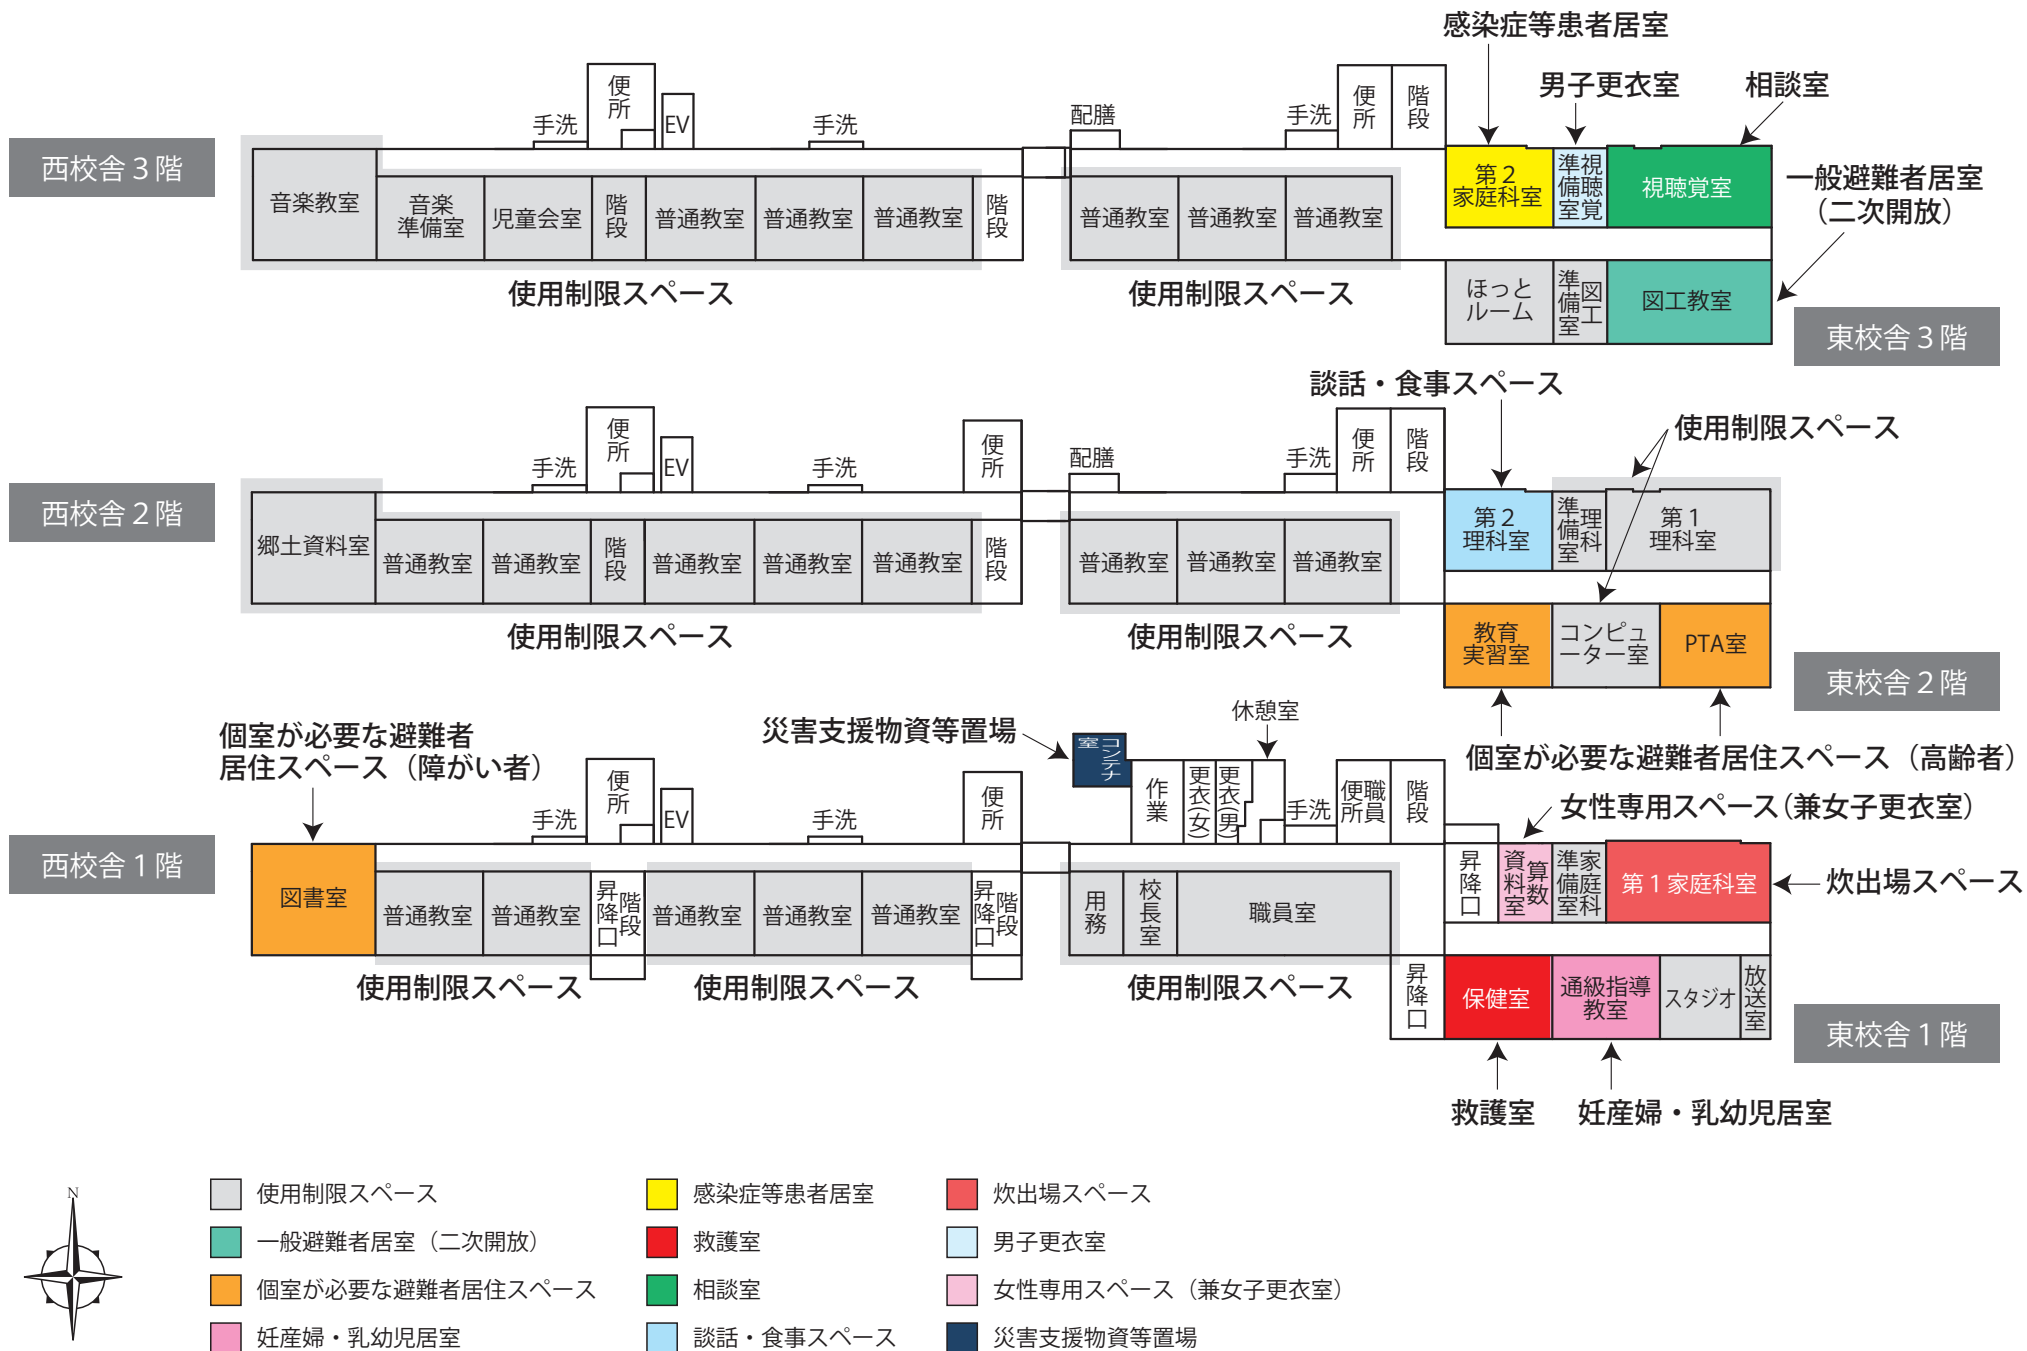 感染症等患者居室
男子更衣室
相談室
便所
EV
手洗
手洗
配膳
手洗
便所
階段
西校舎3階
音楽教室
音楽
準備室
児童会室
階段
普通教室
普通教室
普通教室
階段
普通教室
普通教室
普通教室
第2
家庭科室
視聴覚
準備室
視聴覚室
一般避難者居室
（二次開放）
使用制限スペース
使用制限スペース
ほっと
ルーム
図工
準備室
図工教室
東校舎3階
談話・食事スペース
使用制限スペース
便所
EV
手洗
手洗
便所
配膳
手洗
便所
階段
西校舎2階
郷土資料室
普通教室
普通教室
階段
普通教室
普通教室
普通教室
階段
普通教室
普通教室
普通教室
第2
理科室
理科
準備室
第1
理科室
使用制限スペース
使用制限スペース
教育
実習室
コンピュ
ーター室
PTA室
東校舎2階
個室が必要な避難者居住スペース（高齢者）
個室が必要な避難者
居住スペース（障がい者）
災害支援物資等置場
休憩室
女性専用スペース（兼女子更衣室）
便所
EV
手洗
手洗
便所
コンテナ
室
作業
更衣（女）
更衣（男）
手洗
職員
便所
階段
西校舎1階
図書室
普通教室
普通教室
階段
昇降口
普通教室
普通教室
普通教室
階段
昇降口
用務
校長室
職員室
昇降口
算数
資料室
家庭科
準備室
第1家庭科室
炊出場スペース
使用制限スペース
使用制限スペース
使用制限スペース
昇降口
保健室
通級指導
教室
スタジオ
放送室
東校舎1階
救護室
妊産婦・乳幼児居室
N
使用制限スペース
一般避難者居室（二次開放）
個室が必要な避難者居住スペース
妊産婦・乳幼児居室
感染症等患者居室
救護室
相談室
談話・食事スペース
炊出場スペース
男子更衣室
女性専用スペース（兼女子更衣室）
災害支援物資等置場